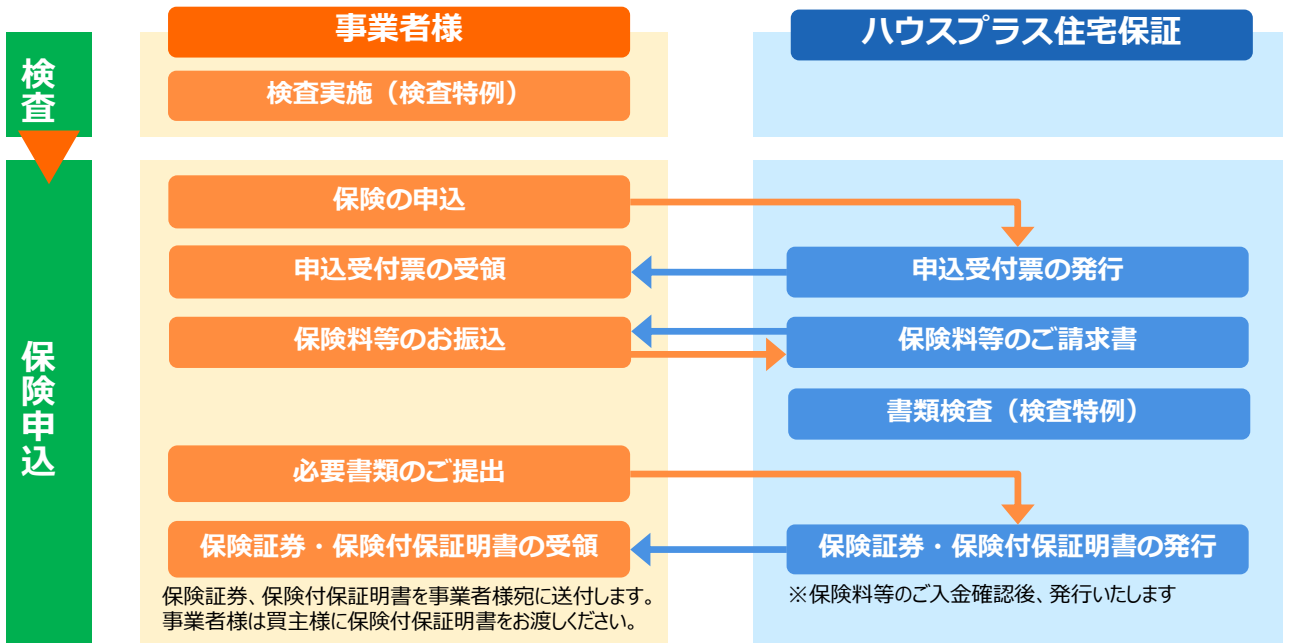 事業者様
ハウスプラス住宅保証
検査
検査実施（検査特例）
保険申込
保険の申込
申込受付票の受領
申込受付票の発行
保険料等のお振込
保険料等のご請求書
書類検査（検査特例）
必要書類のご提出
保険証券・保険付保証明書の受領
保険証券・保険付保証明書の発行
保険証券、保険付保証明書を事業者様宛に送付します。
事業者様は買主様に保険付保証明書をお渡しください。
※保険料等のご入金確認後、発行いたします